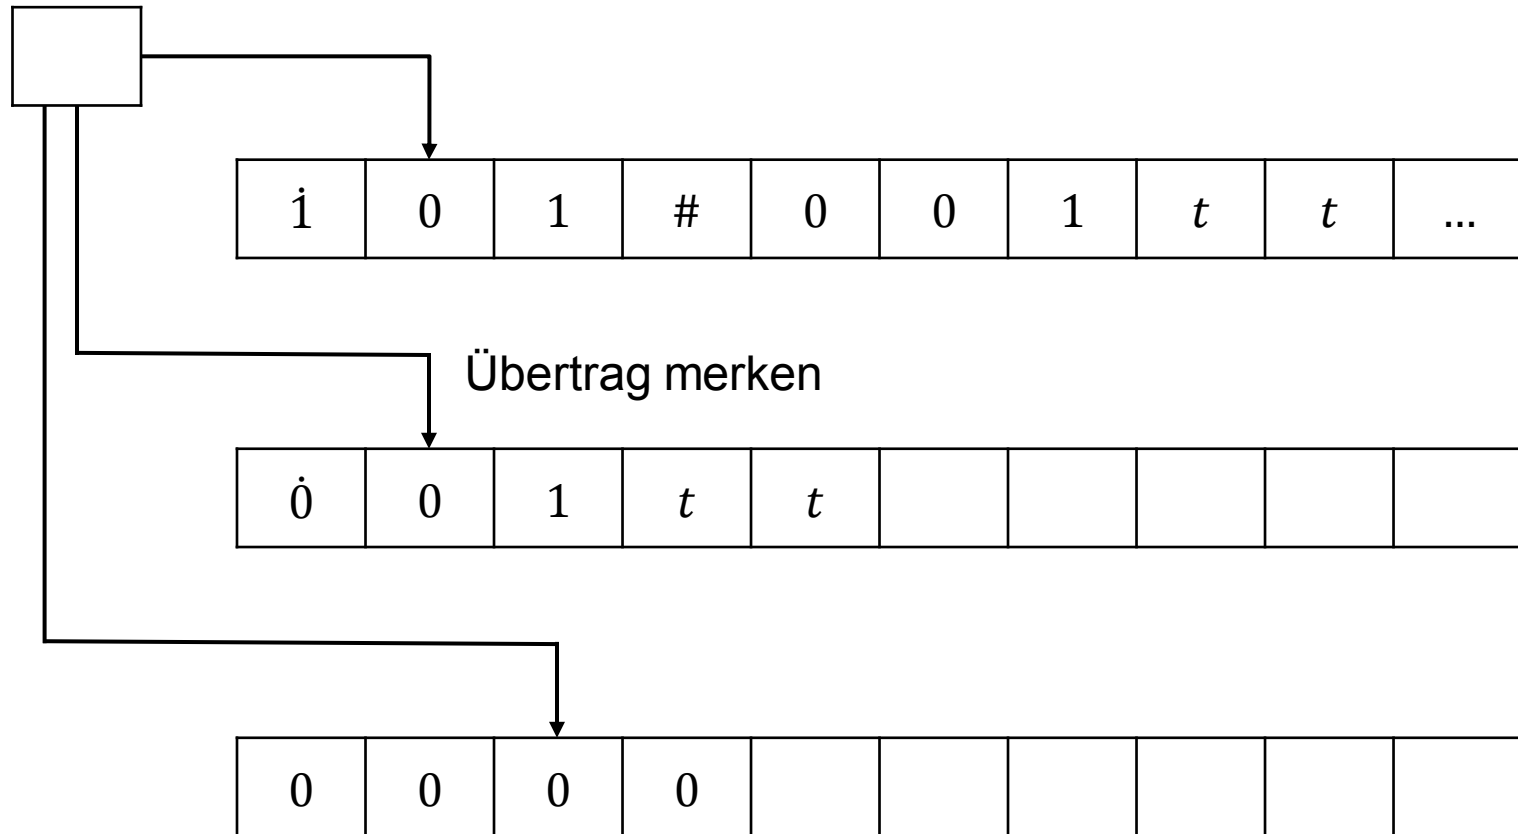 1̇ 0 1 # 0 0 1 t t ...
Übertrag merken
0̇ 0 1 t t
0 0 0 0